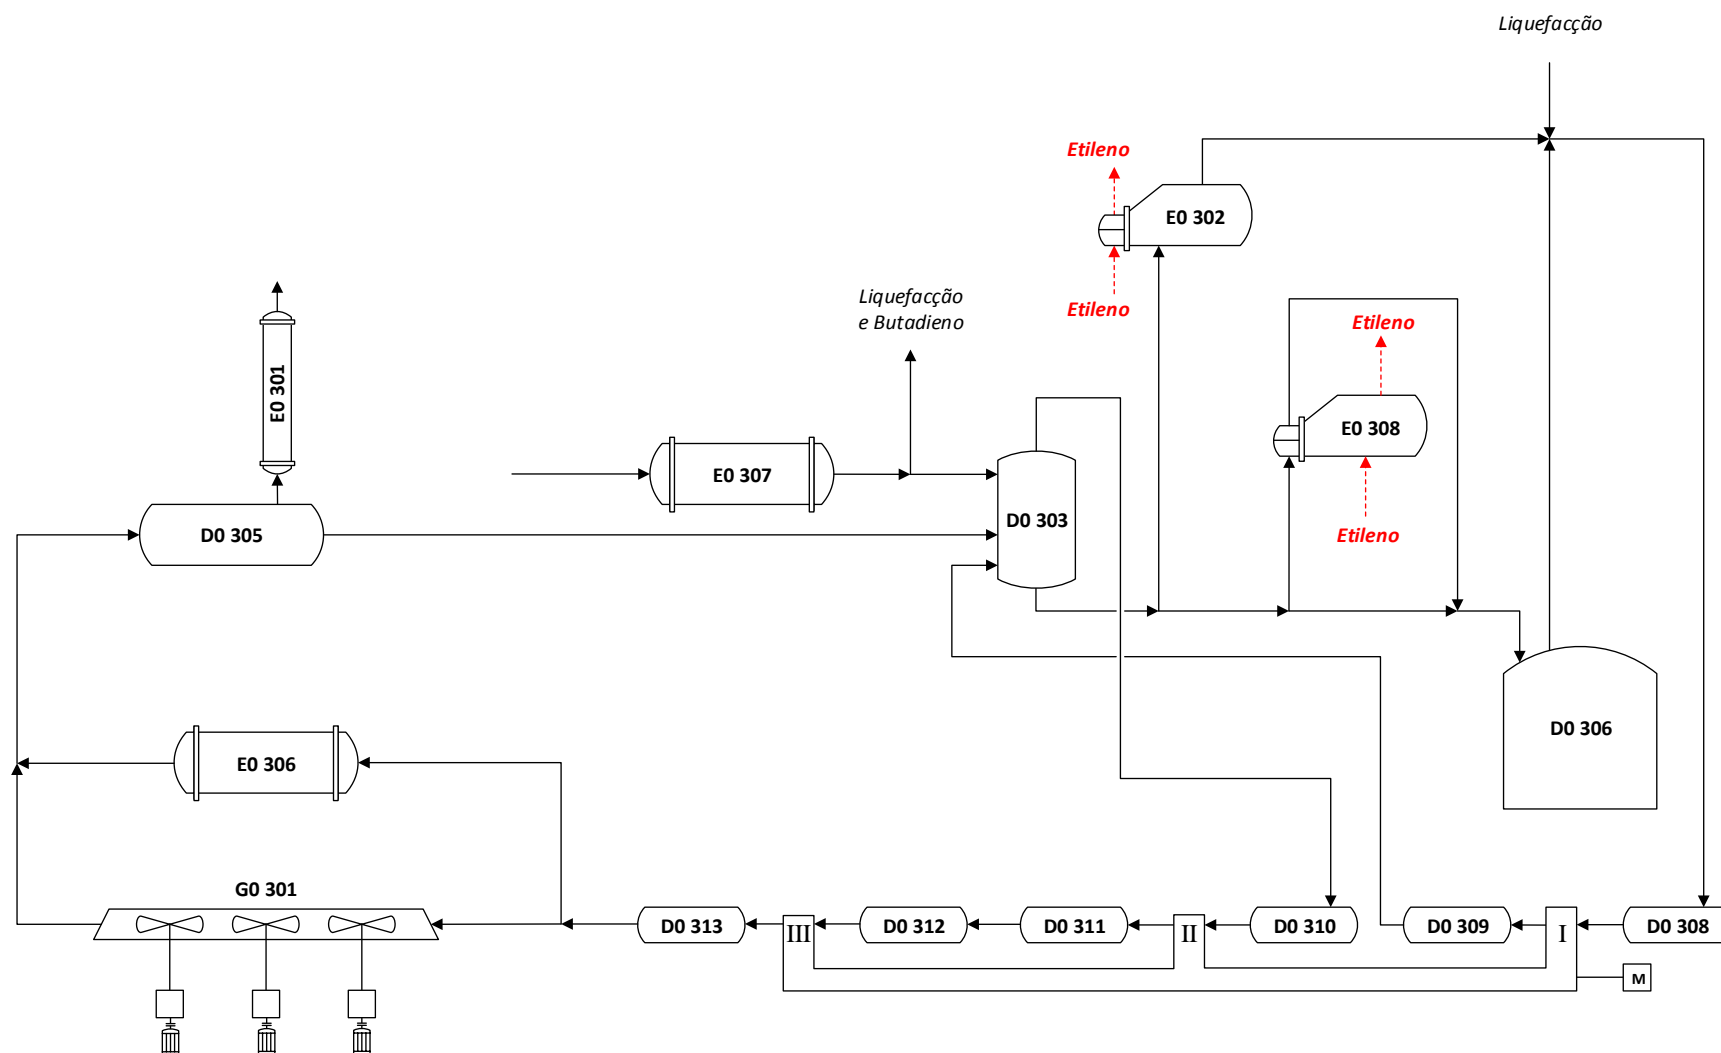 Liquefacção
Etileno
E0 302
Etileno
Liquefacção
e Butadieno
Etileno
E0 301
E0 308
E0 307
D0 303
D0 305
Etileno
D0 306
E0 306
G0 301
D0 313
III
D0 312
D0 311
II
D0 310
D0 309
I
D0 308
M